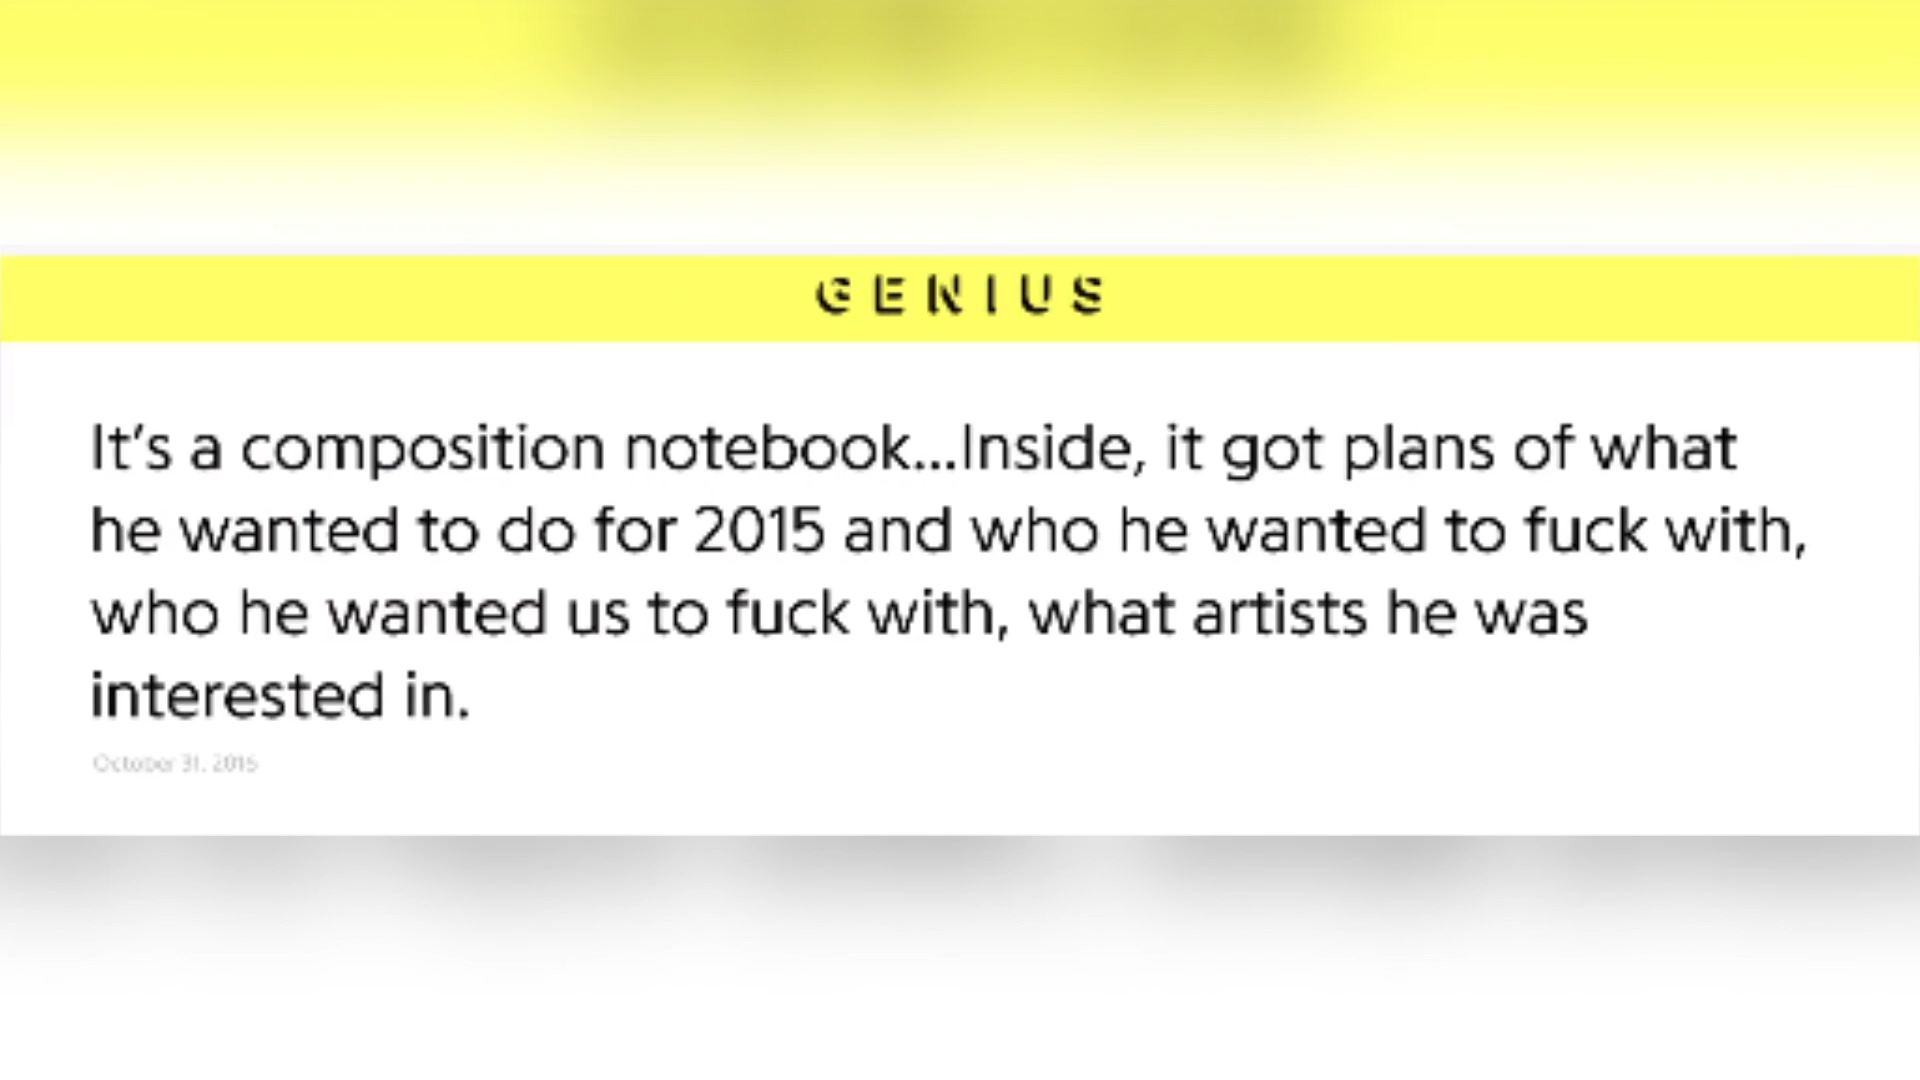 GENIUS
It's a composition notebook...Inside, it got plans of what
he wanted to do for 2015 and who he wanted to fuck with,
who he wanted us to fuck with, what artists he was
interested in.
October 31, 2015